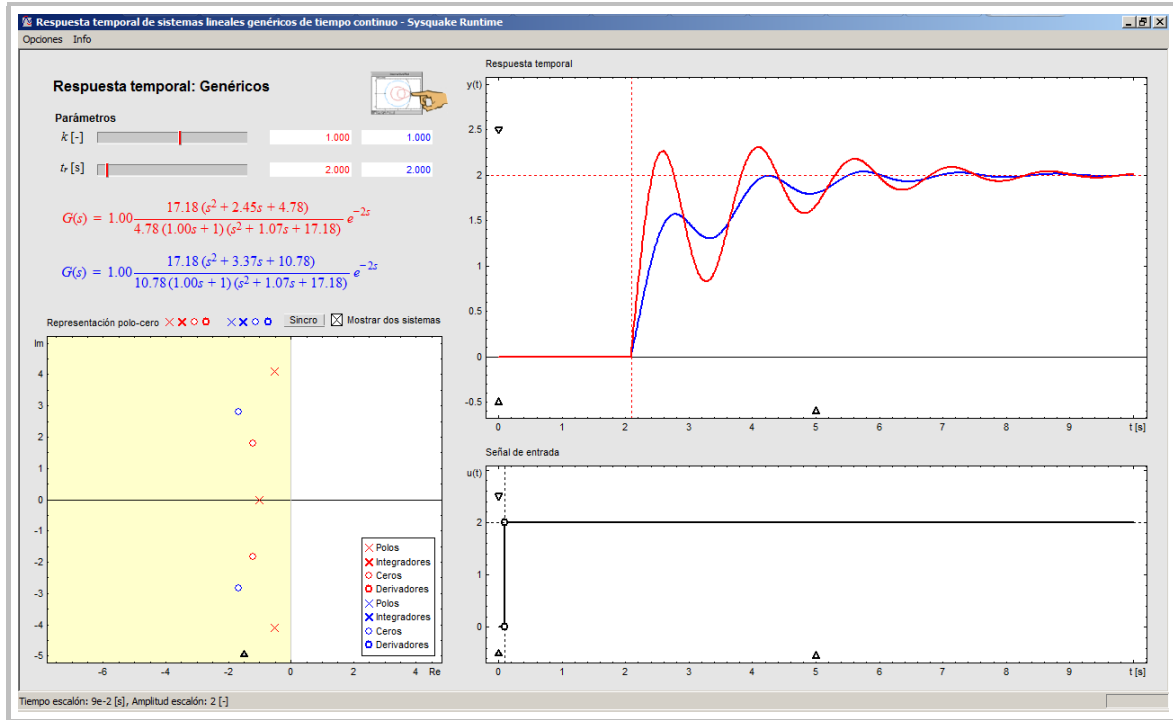 Respuesta temporal de sistemas lineales genéricos de tiempo continuo - Sysquake Runtime
Opciones Info
Respuesta temporal: Genéricos
Parámetros
k [-] 1.000 1.000
tr [s] 2.000 2.000
G(s) = 1.00 17.18 (s² + 2.45s + 4.78) / 4.78 (1.00s + 1) (s² + 1.07s + 17.18) e^-2s
G(s) = 1.00 17.18 (s² + 3.37s + 10.78) / 10.78 (1.00s + 1) (s² + 1.07s + 17.18) e^-2s
Representación polo-cero Sincro Mostrar dos sistemas
Im
4
3
2
1
0
-1
-2
-3
-4
-5
-6 -4 -2 0 2 4 Re
Polos
Integradores
Ceros
Derivadores
Polos
Integradores
Ceros
Derivadores
Respuesta temporal
y(t)
2.5
2
1.5
1
0.5
0
-0.5
0 1 2 3 4 5 6 7 8 9 t [s]
Señal de entrada
u(t)
2
1
0
0 1 2 3 4 5 6 7 8 9 t [s]
Tiempo escalón: 9e-2 [s], Amplitud escalón: 2 [-]